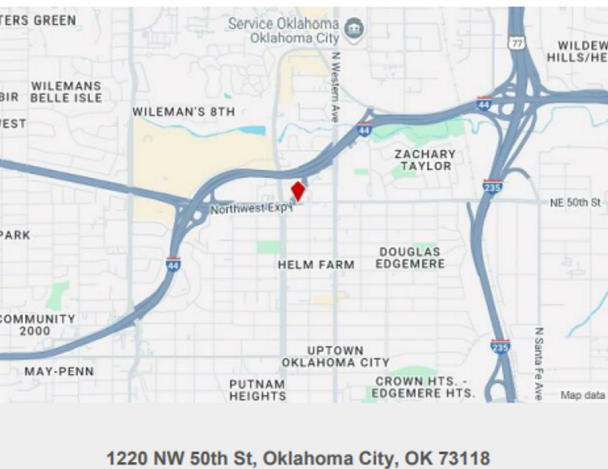 TERS GREEN
Service Oklahoma
Oklahoma City
77
WILDEW
HILLS/HE
WILEMANS
BELLE ISLE
BIR
WEST
WILEMAN'S 8TH
N Western Ave
44
44
ZACHARY
TAYLOR
235
NE 50th St
Northwest Expy
PARK
44
HELM FARM
DOUGLAS
EDGEMERE
COMMUNITY
2000
UPTOWN
OKLAHOMA CITY
235
N Santa Fe Ave
MAY-PENN
PUTNAM
HEIGHTS
CROWN HTS. -
EDGEMERE HTS.
Map data
1220 NW 50th St, Oklahoma City, OK 73118